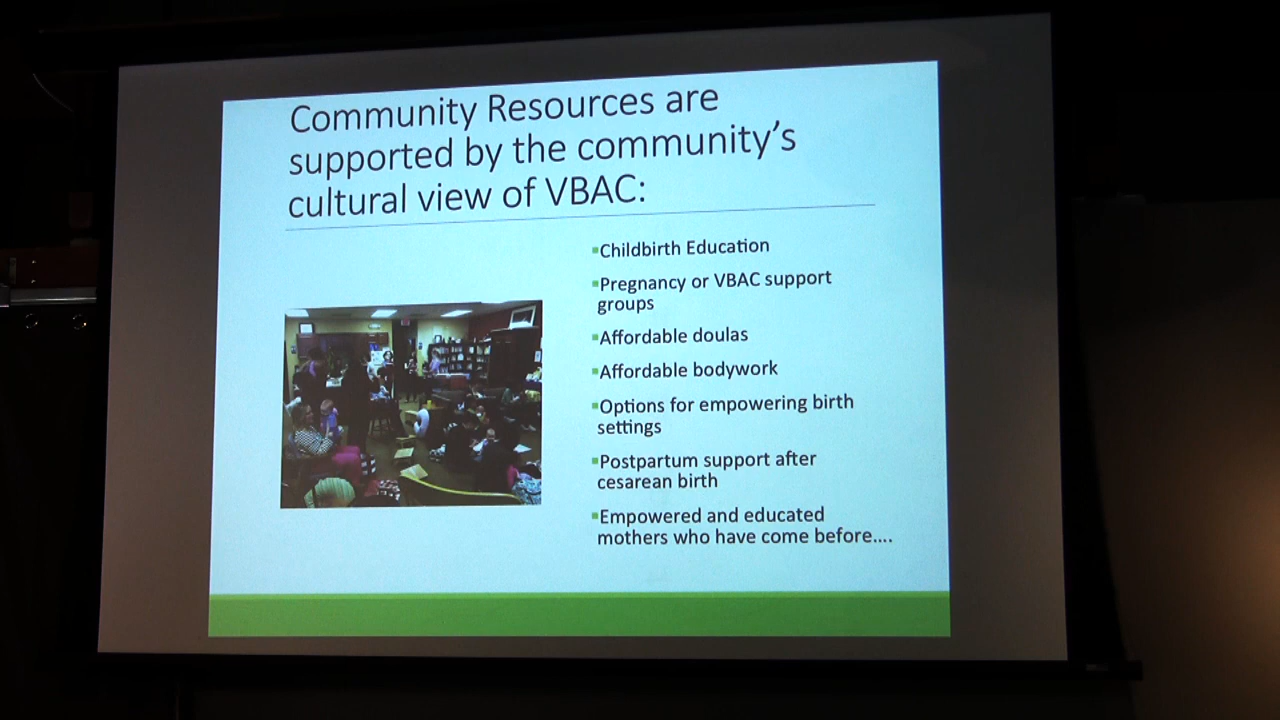 Community Resources are
supported by the community's
cultural view of VBAC:
Childbirth Education
Pregnancy or VBAC support
groups
Affordable doulas
Affordable bodywork
Options for empowering birth
settings
Postpartum support after
cesarean birth
Empowered and educated
mothers who have come before....